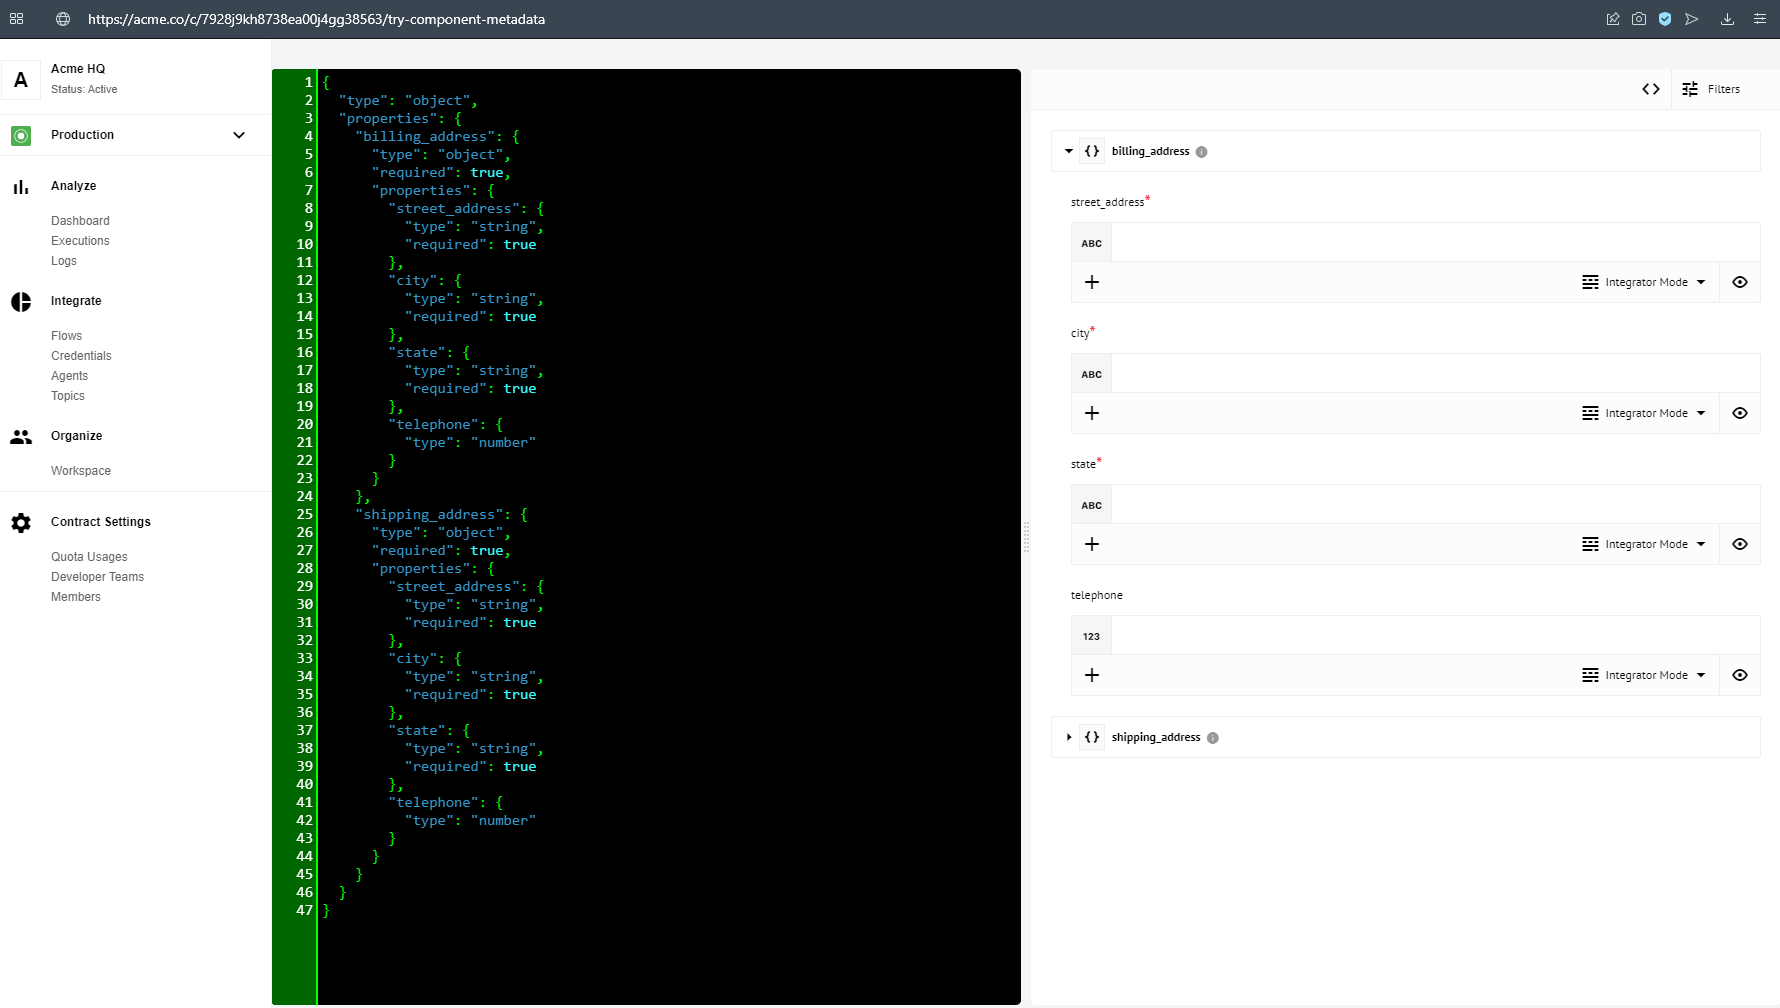 https://acme.co/c/7928j9kh8738ea00j4gg38563/try-component-metadata
A
Acme HQ
Status: Active
Production
Analyze
Dashboard
Executions
Logs
Integrate
Flows
Credentials
Agents
Topics
Organize
Workspace
Contract Settings
Quota Usages
Developer Teams
Members
1 {
2 "type": "object",
3 "properties": {
4 "billing_address": {
5 "type": "object",
6 "required": true,
7 "properties": {
8 "street_address": {
9 "type": "string",
10 "required": true
11 },
12 "city": {
13 "type": "string",
14 "required": true
15 },
16 "state": {
17 "type": "string",
18 "required": true
19 },
20 "telephone": {
21 "type": "number"
22 }
23 }
24 },
25 "shipping_address": {
26 "type": "object",
27 "required": true,
28 "properties": {
29 "street_address": {
30 "type": "string",
31 "required": true
32 },
33 "city": {
34 "type": "string",
35 "required": true
36 },
37 "state": {
38 "type": "string",
39 "required": true
40 },
41 "telephone": {
42 "type": "number"
43 }
44 }
45 }
46 }
47 }
Filters
{} billing_address
street_address*
ABC
Integrator Mode
city*
ABC
Integrator Mode
state*
ABC
Integrator Mode
telephone
123
Integrator Mode
{} shipping_address